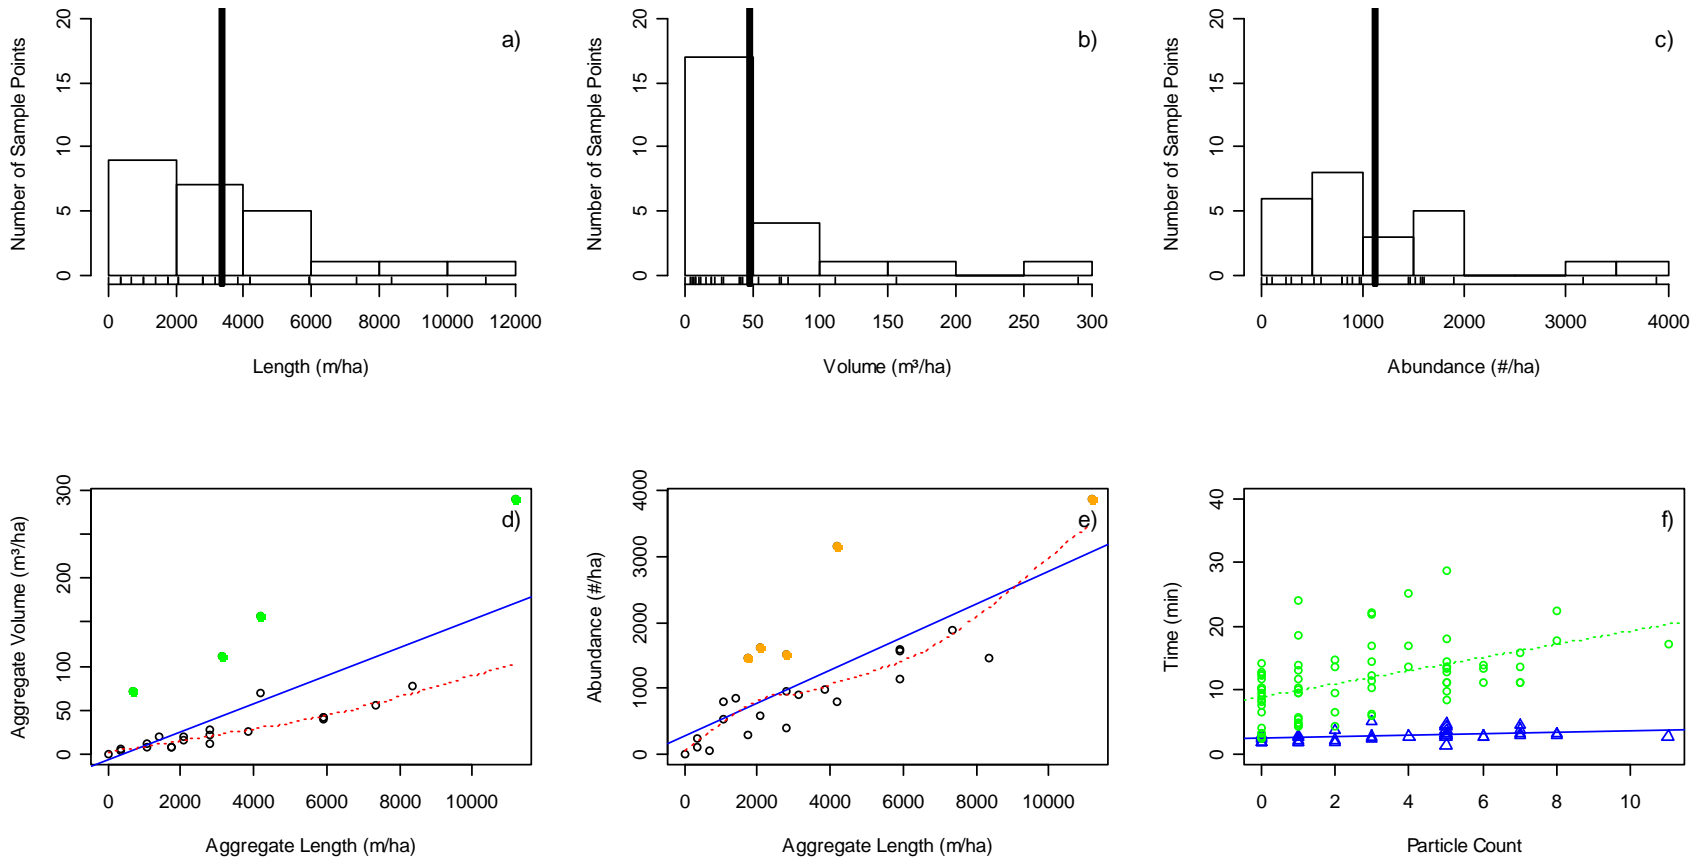 a)
Number of Sample Points
0 5 10 15 20
0 2000 4000 6000 8000 10000 12000
Length (m/ha)
b)
Number of Sample Points
0 5 10 15 20
0 50 100 150 200 250 300
Volume (m³/ha)
c)
Number of Sample Points
0 5 10 15 20
0 1000 2000 3000 4000
Abundance (#/ha)
d)
Aggregate Volume (m³/ha)
0 50 100 200 300
0 2000 4000 6000 8000 10000
Aggregate Length (m/ha)
e)
Abundance (#/ha)
0 1000 2000 3000 4000
0 2000 4000 6000 8000 10000
Aggregate Length (m/ha)
f)
Time (min)
0 10 20 30 40
0 2 4 6 8 10
Particle Count